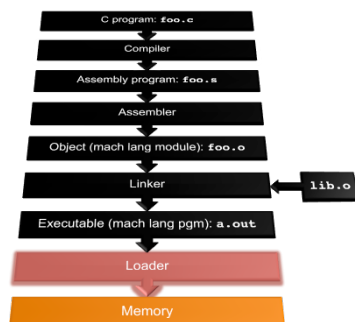 C program: foo.c
Compiler
Assembly program: foo.s
Assembler
Object (mach lang module): foo.o
Linker
lib.o
Executable (mach lang pgm): a.out
Loader
Memory